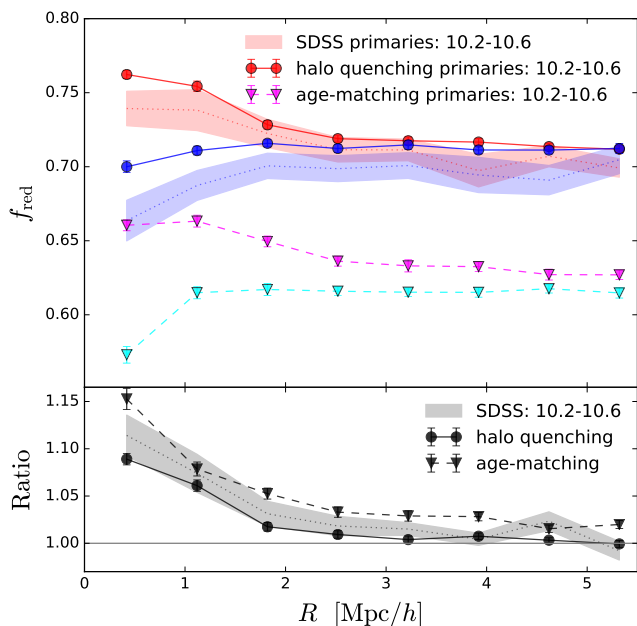 0.80
0.75
0.70
0.65
0.60
f_red
SDSS primaries: 10.2-10.6
halo quenching primaries: 10.2-10.6
age-matching primaries: 10.2-10.6
1.15
1.10
1.05
1.00
Ratio
SDSS: 10.2-10.6
halo quenching
age-matching
0 1 2 3 4 5
R [Mpc/h]